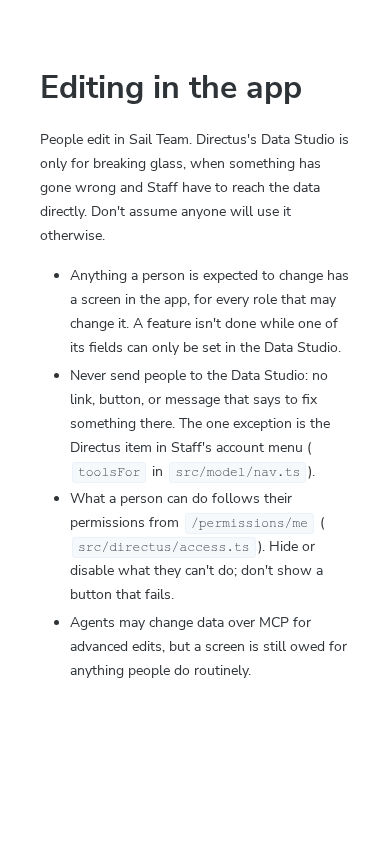 Editing in the app
People edit in Sail Team. Directus's Data Studio is
only for breaking glass, when something has
gone wrong and Staff have to reach the data
directly. Don't assume anyone will use it
otherwise.
• Anything a person is expected to change has
a screen in the app, for every role that may
change it. A feature isn't done while one of
its fields can only be set in the Data Studio.
• Never send people to the Data Studio: no
link, button, or message that says to fix
something there. The one exception is the
Directus item in Staff's account menu (
toolsFor in src/model/nav.ts ).
• What a person can do follows their
permissions from /permissions/me (
src/directus/access.ts ). Hide or
disable what they can't do; don't show a
button that fails.
• Agents may change data over MCP for
advanced edits, but a screen is still owed for
anything people do routinely.